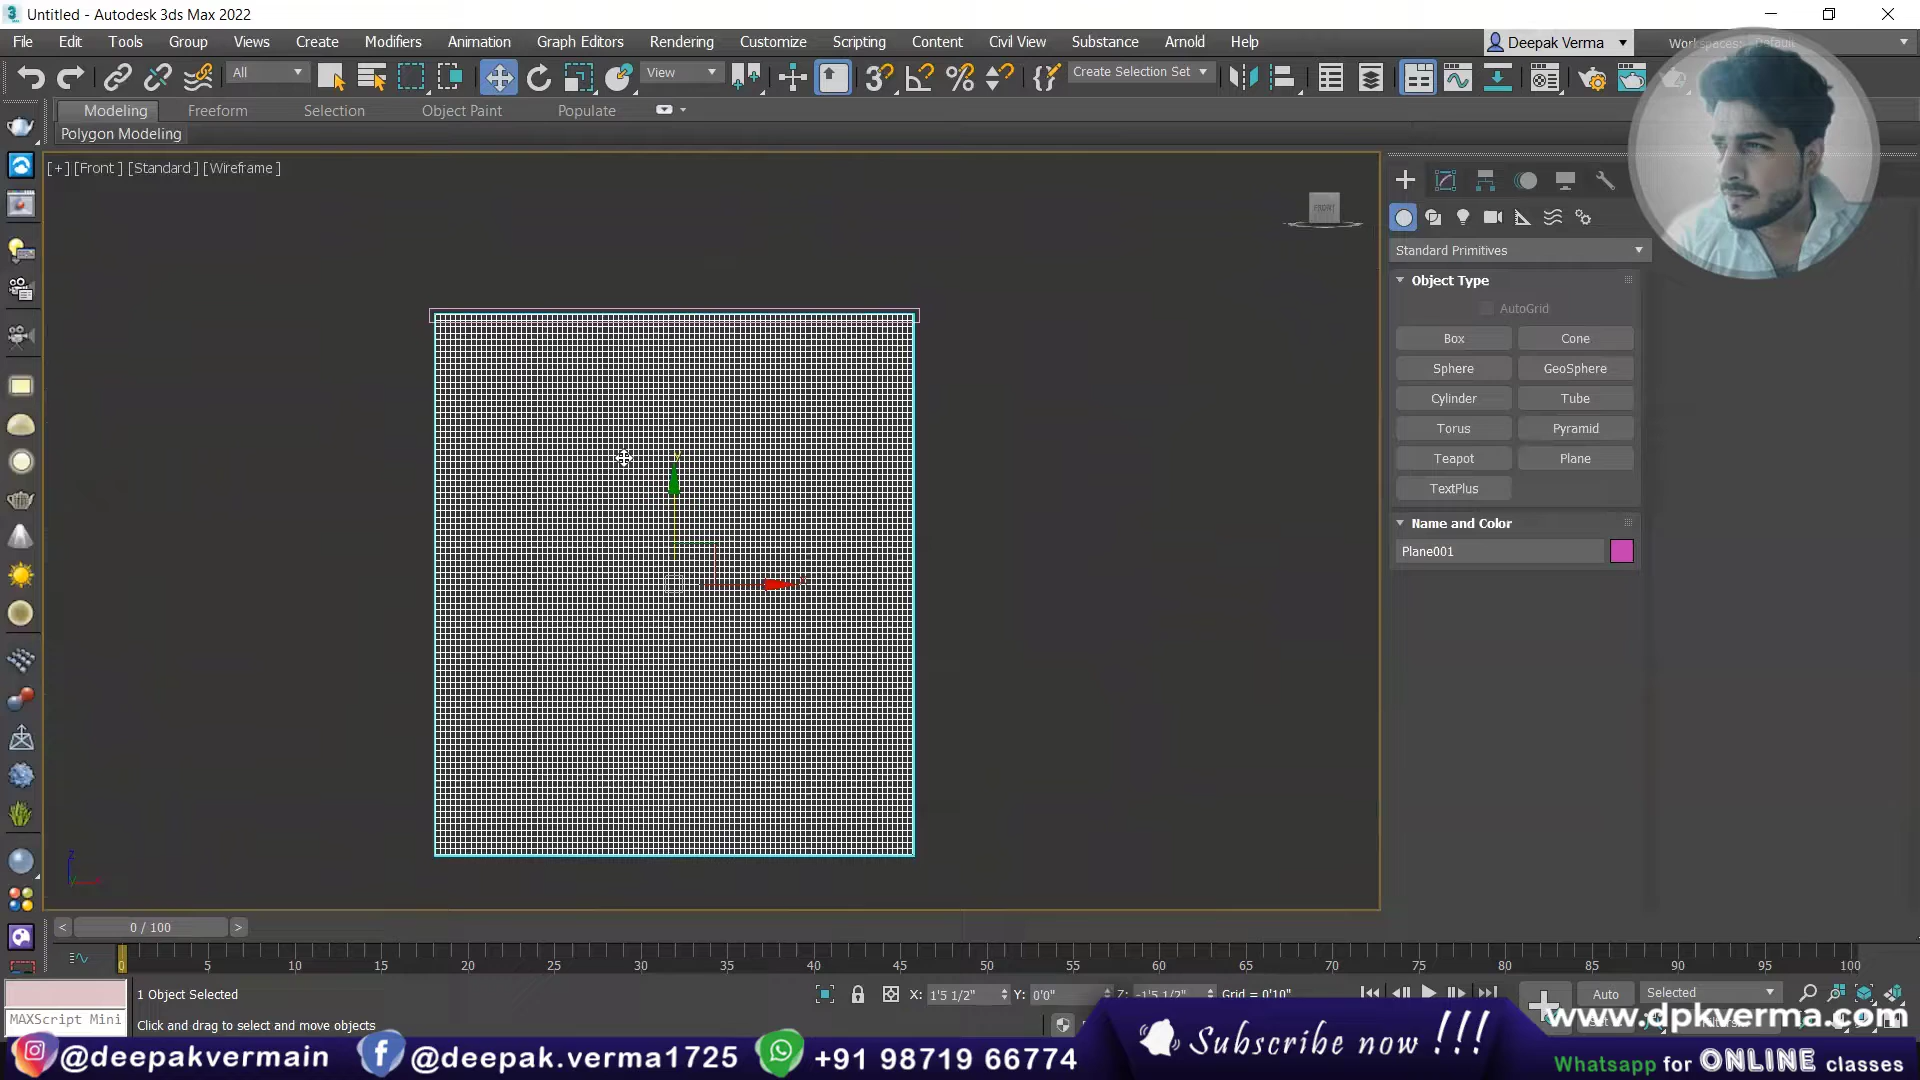 Untitled - Autodesk 3ds Max 2022
File Edit Tools Group Views Create Modifiers Animation Graph Editors Rendering Customize Scripting Content Civil View Substance Arnold Help Deepak Verma Workspaces: Default
All View Create Selection Set
Modeling Freeform Selection Object Paint Populate
Polygon Modeling
[+] [Front ] [Standard ] [Wireframe ]
FRONT
Standard Primitives
Object Type
AutoGrid
Box Cone
Sphere GeoSphere
Cylinder Tube
Torus Pyramid
Teapot Plane
TextPlus
Name and Color
Plane001
y
x
z
0 / 100
0 5 10 15 20 25 30 35 40 45 50 55 60 65 70 75 80 85 90 95 100
1 Object Selected X: 1'5 1/2" Y: 0'0" Z: -1'5 1/2" Grid = 0'10" Auto Selected
MAXScript Mini Click and drag to select and move objects
www.dpkverma.com
@deepakvermain @deepak.verma1725 +91 98719 66774 Subscribe now !!!
Whatsapp for ONLINE classes